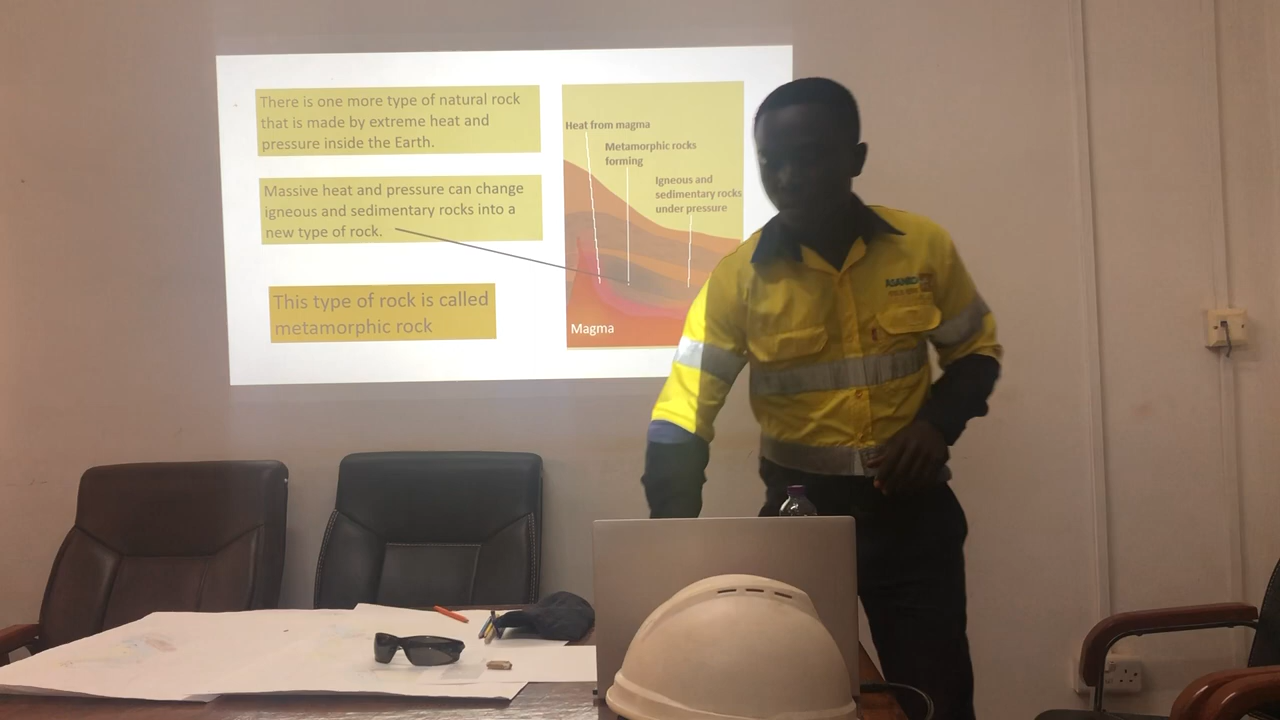 There is one more type of natural rock
that is made by extreme heat and
pressure inside the Earth.
Massive heat and pressure can change
igneous and sedimentary rocks into a
new type of rock.
This type of rock is called
metamorphic rock
Heat from magma
Metamorphic rocks
forming
Igneous and
sedimentary rocks
under pressure
Magma